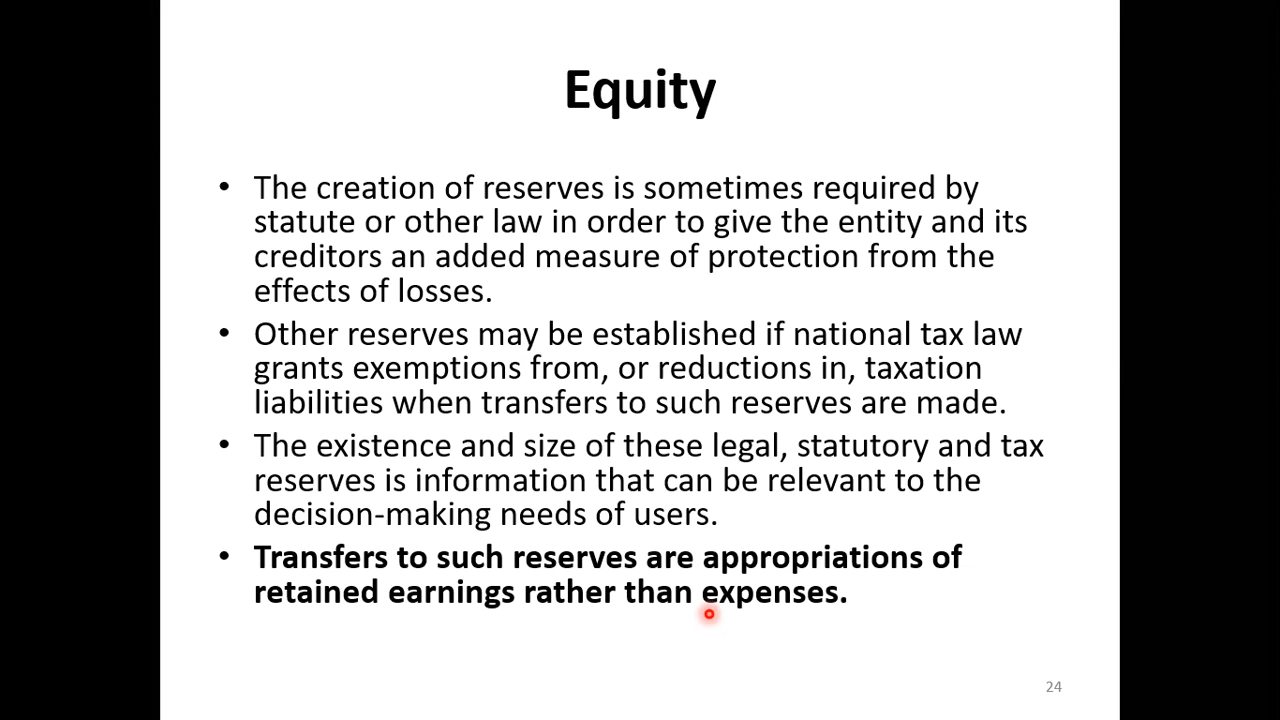 Equity
• The creation of reserves is sometimes required by
statute or other law in order to give the entity and its
creditors an added measure of protection from the
effects of losses.
• Other reserves may be established if national tax law
grants exemptions from, or reductions in, taxation
liabilities when transfers to such reserves are made.
• The existence and size of these legal, statutory and tax
reserves is information that can be relevant to the
decision-making needs of users.
• Transfers to such reserves are appropriations of
retained earnings rather than expenses.
24